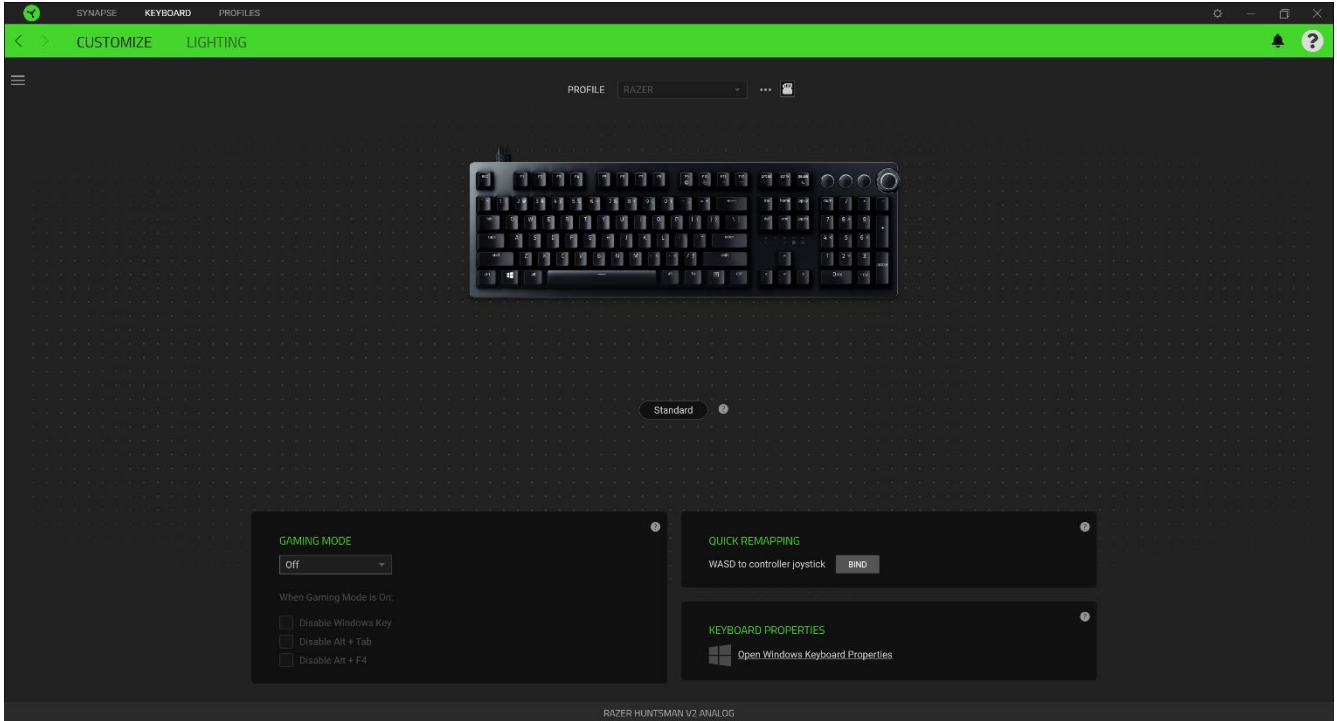 SYNAPSE KEYBOARD PROFILES
CUSTOMIZE LIGHTING
?
PROFILE RAZER
Standard ?
GAMING MODE ?
Off
When Gaming Mode is On:
Disable Windows Key
Disable Alt + Tab
Disable Alt + F4
QUICK REMAPPING ?
WASD to controller joystick BIND
KEYBOARD PROPERTIES ?
Open Windows Keyboard Properties
RAZER HUNTSMAN V2 ANALOG